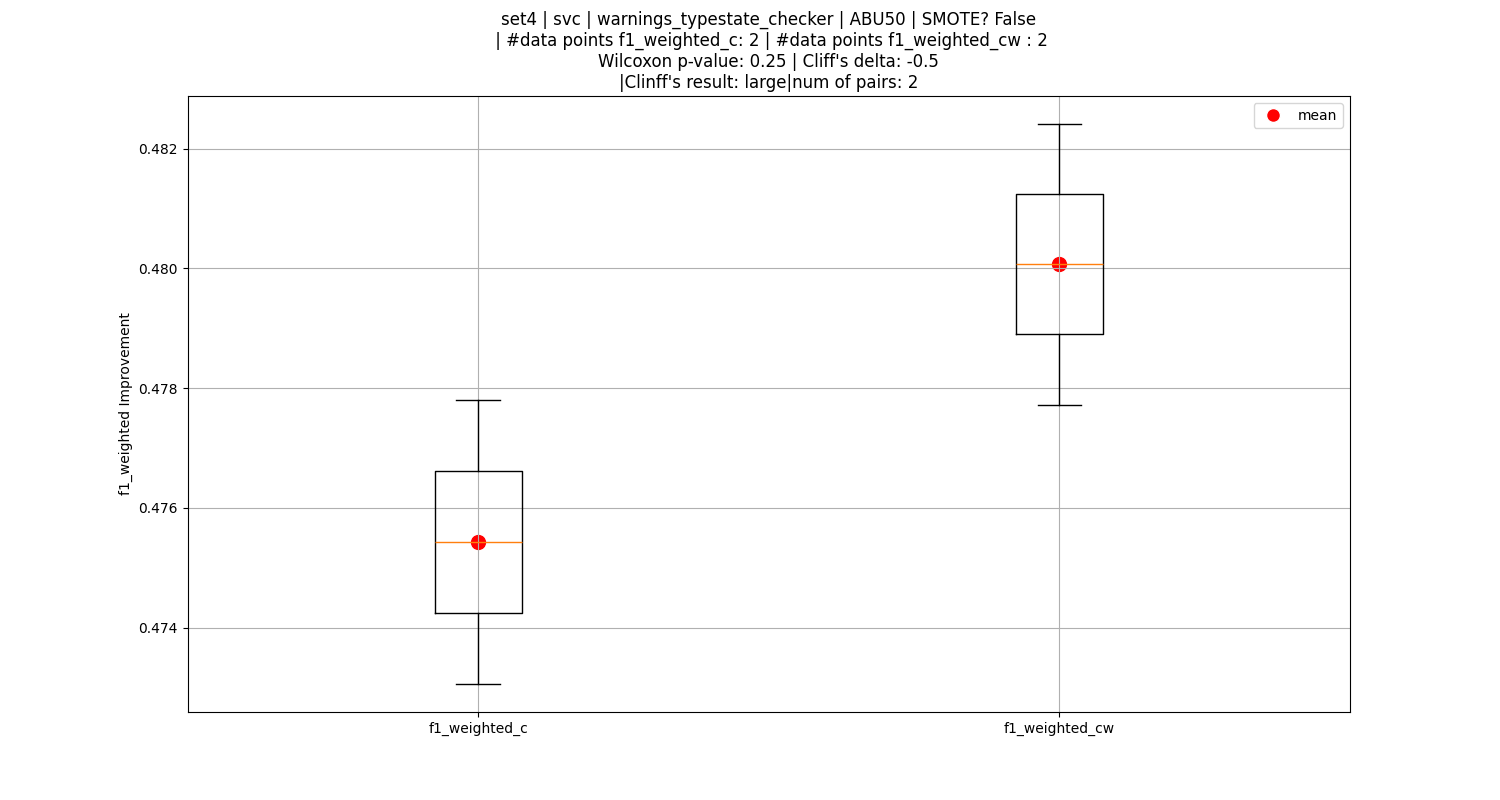 set4 | svc | warnings_typestate_checker | ABU50 | SMOTE? False
| #data points f1_weighted_c: 2 | #data points f1_weighted_cw : 2
Wilcoxon p-value: 0.25 | Cliff's delta: -0.5
|Clinff's result: large|num of pairs: 2
mean
0.482
0.480
0.478
0.476
0.474
f1_weighted Improvement
f1_weighted_c
f1_weighted_cw